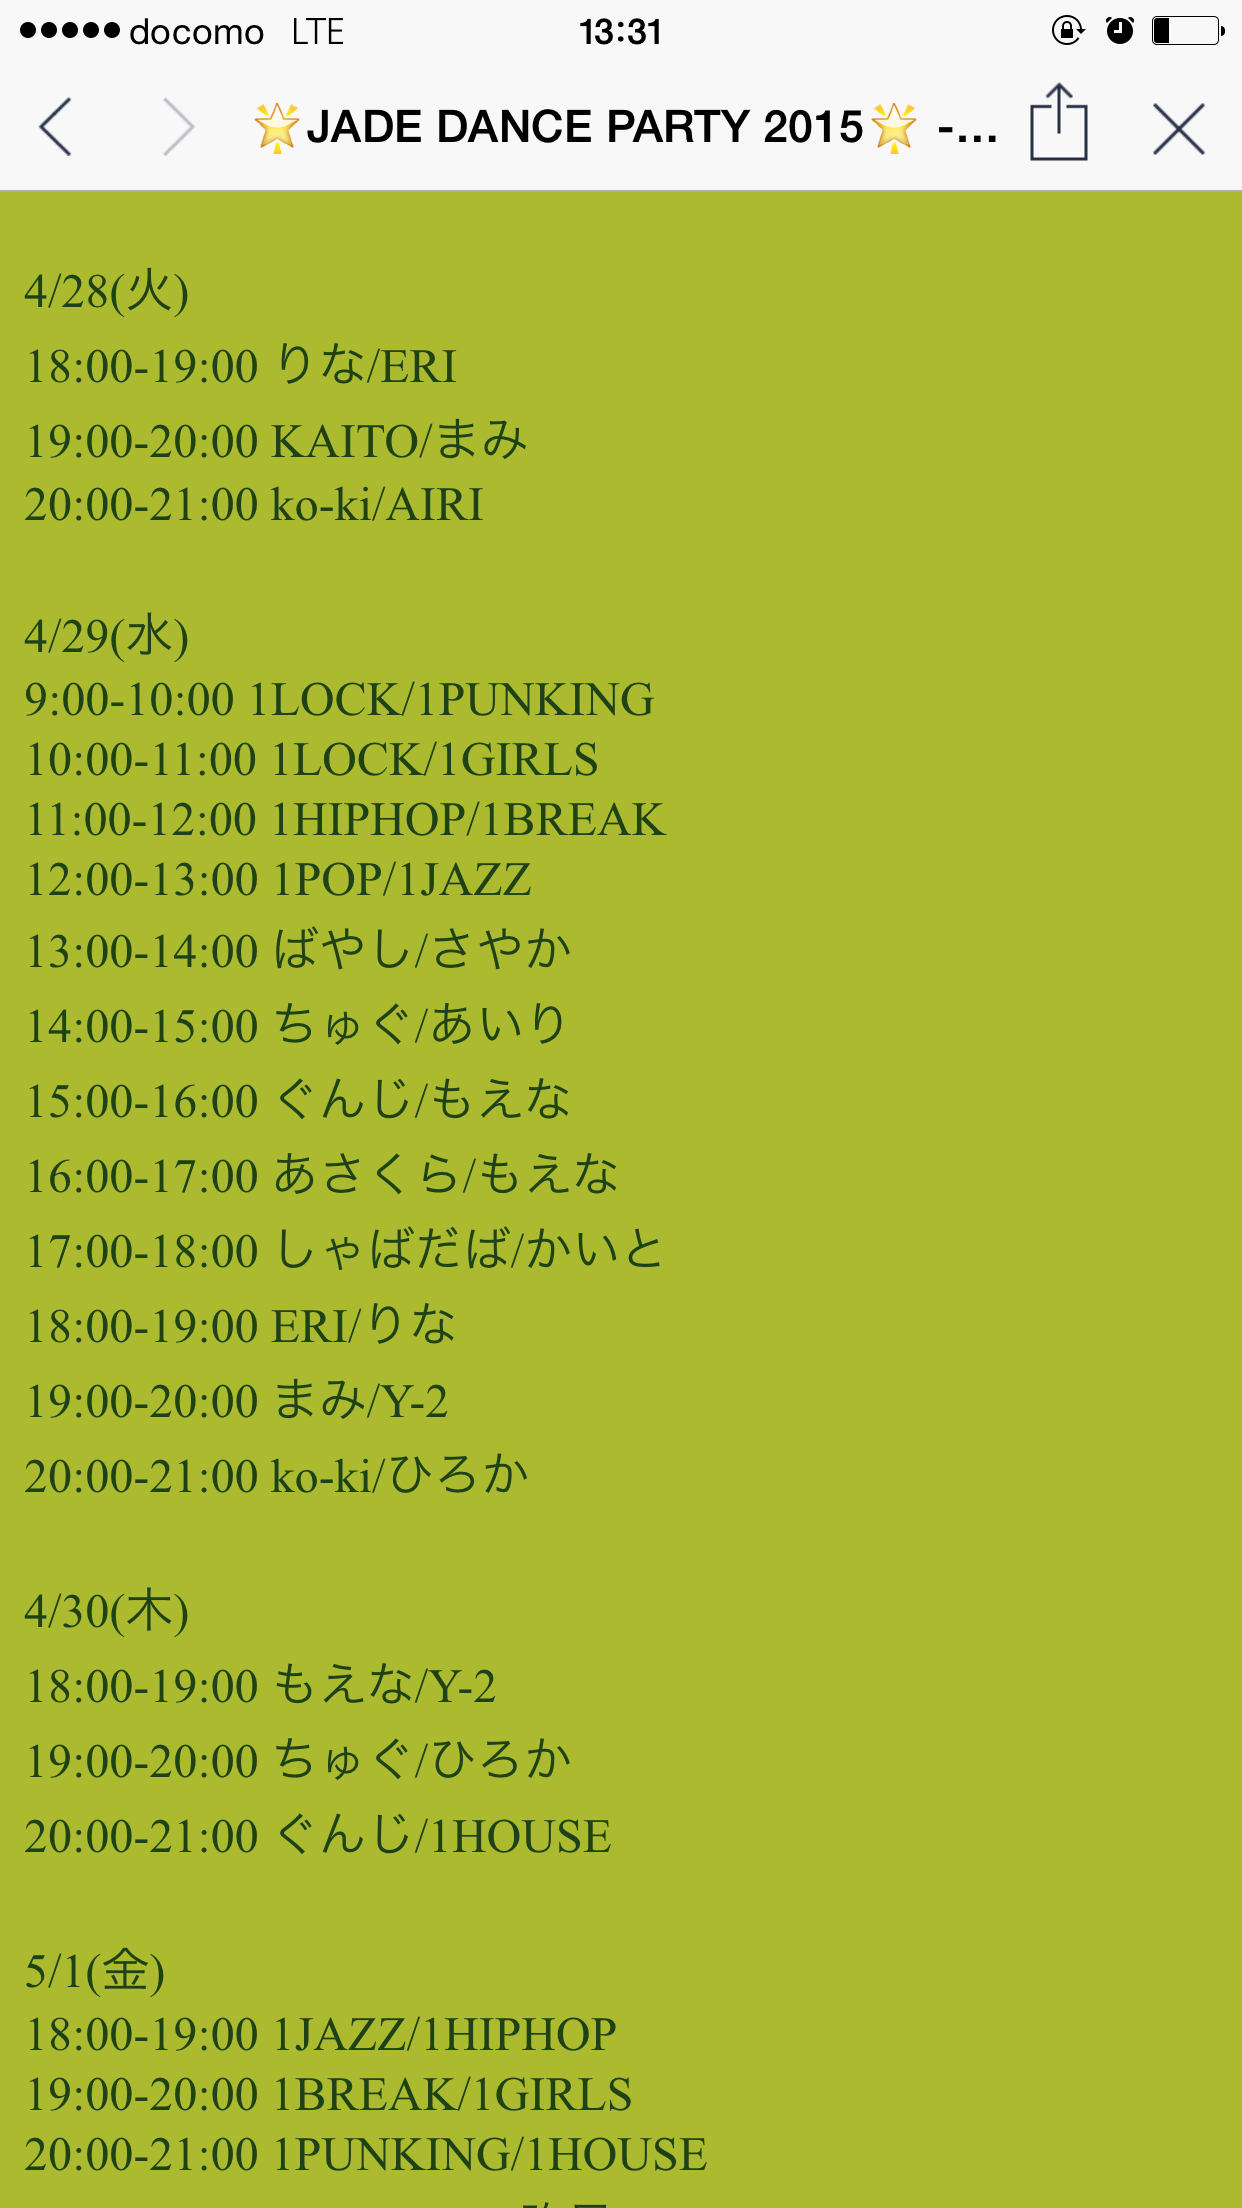 docomo LTE 13:31
🌟JADE DANCE PARTY 2015🌟 -...
4/28(火)
18:00-19:00 りな/ERI
19:00-20:00 KAITO/まみ
20:00-21:00 ko-ki/AIRI
4/29(水)
9:00-10:00 1LOCK/1PUNKING
10:00-11:00 1LOCK/1GIRLS
11:00-12:00 1HIPHOP/1BREAK
12:00-13:00 1POP/1JAZZ
13:00-14:00 ばやし/さやか
14:00-15:00 ちゅぐ/あいり
15:00-16:00 ぐんじ/もえな
16:00-17:00 あさくら/もえな
17:00-18:00 しゃばだば/かいと
18:00-19:00 ERI/りな
19:00-20:00 まみ/Y-2
20:00-21:00 ko-ki/ひろか
4/30(木)
18:00-19:00 もえな/Y-2
19:00-20:00 ちゅぐ/ひろか
20:00-21:00 ぐんじ/1HOUSE
5/1(金)
18:00-19:00 1JAZZ/1HIPHOP
19:00-20:00 1BREAK/1GIRLS
20:00-21:00 1PUNKING/1HOUSE